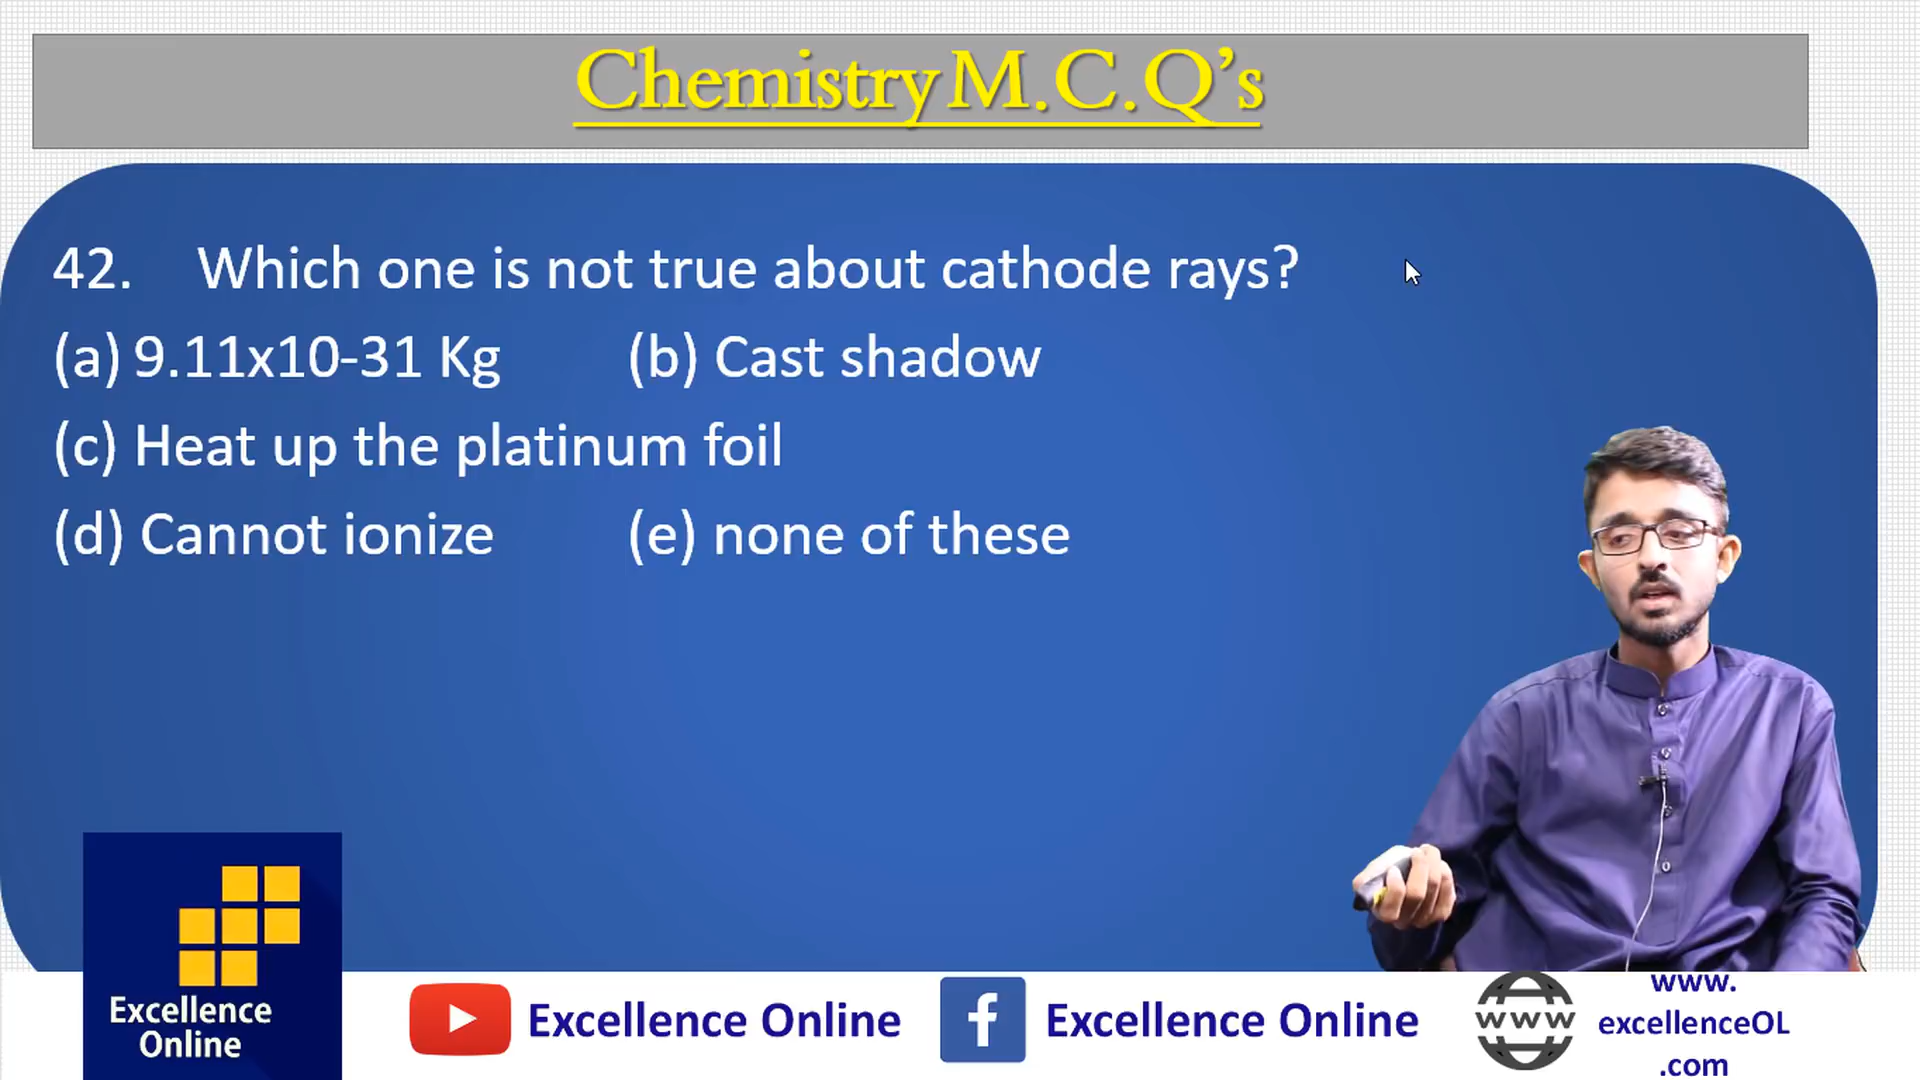 Chemistry M.C.Q's
42. Which one is not true about cathode rays?
(a) 9.11x10-31 Kg (b) Cast shadow
(c) Heat up the platinum foil
(d) Cannot ionize (e) none of these
Excellence
Online
Excellence Online
f
Excellence Online
www
www.
excellenceOL
.com